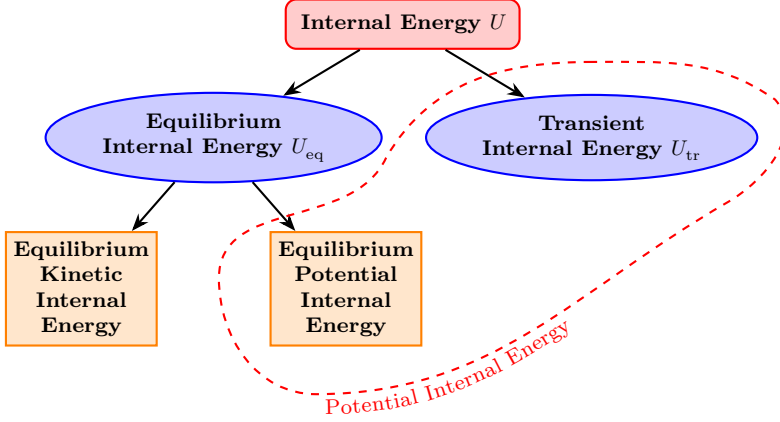 Internal Energy U
Equilibrium
Internal Energy U_eq
Transient
Internal Energy U_tr
Equilibrium
Kinetic
Internal
Energy
Equilibrium
Potential
Internal
Energy
Potential Internal Energy